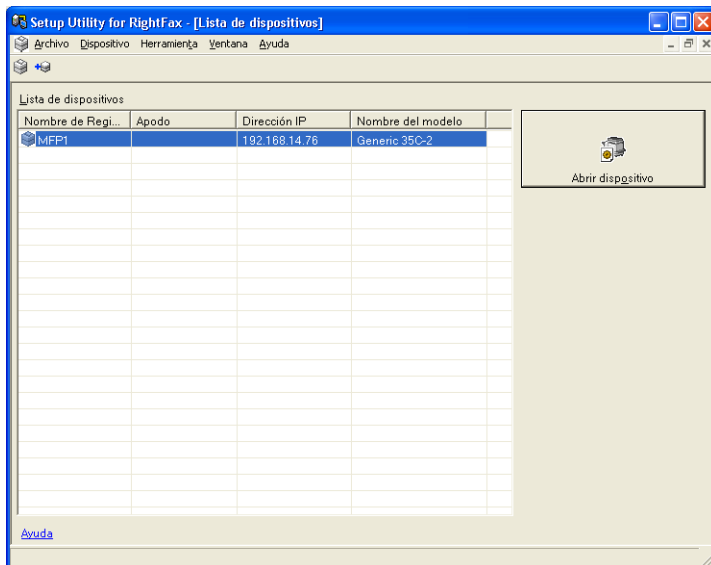 Setup Utility for RightFax - [Lista de dispositivos]
Archivo Dispositivo Herramienta Ventana Ayuda
Lista de dispositivos
Nombre de Regi... Apodo Dirección IP Nombre del modelo
MFP1 192.168.14.76 Generic 35C-2
Abrir dispositivo
Ayuda